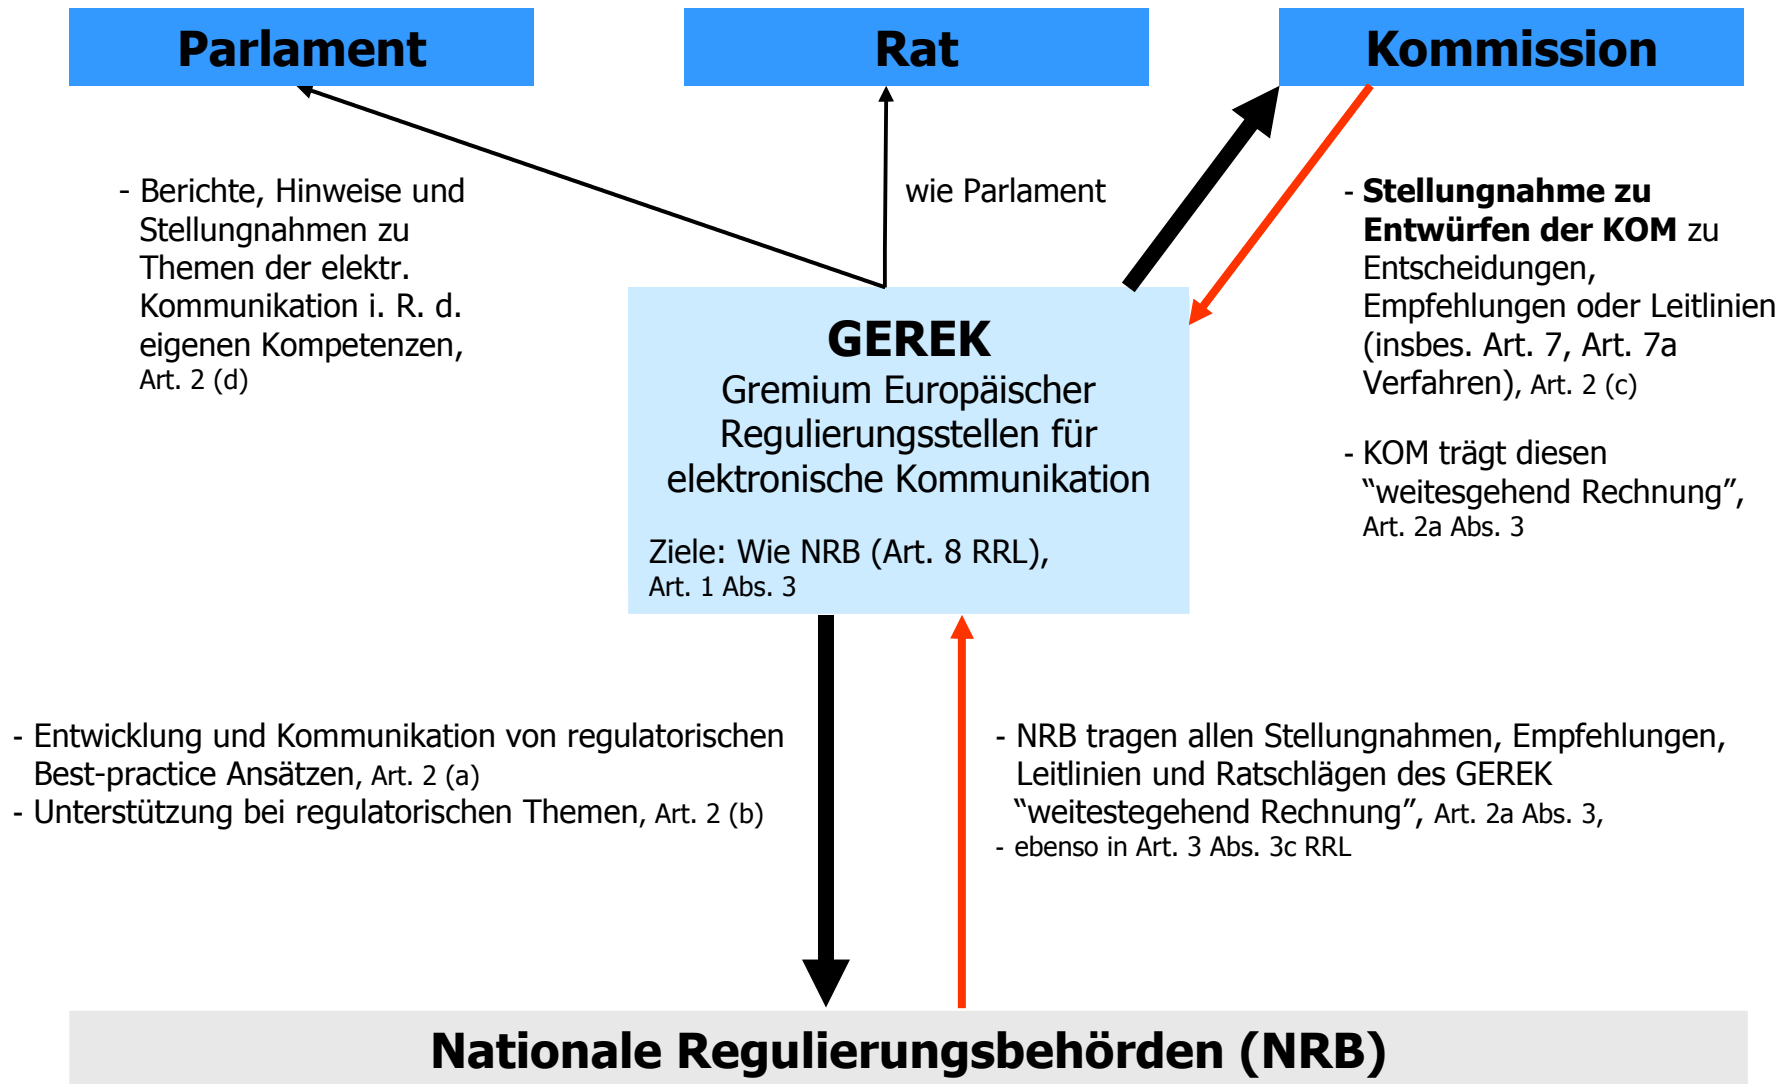 Parlament
Rat
Kommission
- Berichte, Hinweise und
Stellungnahmen zu
Themen der elektr.
Kommunikation i. R. d.
eigenen Kompetenzen,
Art. 2 (d)
wie Parlament
- Stellungnahme zu
Entwürfen der KOM zu
Entscheidungen,
Empfehlungen oder Leitlinien
(insbes. Art. 7, Art. 7a
Verfahren), Art. 2 (c)
- KOM trägt diesen
“weitesgehend Rechnung”,
Art. 2a Abs. 3
GEREK
Gremium Europäischer
Regulierungsstellen für
elektronische Kommunikation
Ziele: Wie NRB (Art. 8 RRL),
Art. 1 Abs. 3
- Entwicklung und Kommunikation von regulatorischen
Best-practice Ansätzen, Art. 2 (a)
- Unterstützung bei regulatorischen Themen, Art. 2 (b)
- NRB tragen allen Stellungnahmen, Empfehlungen,
Leitlinien und Ratschlägen des GEREK
“weitestegehend Rechnung”, Art. 2a Abs. 3,
- ebenso in Art. 3 Abs. 3c RRL
Nationale Regulierungsbehörden (NRB)